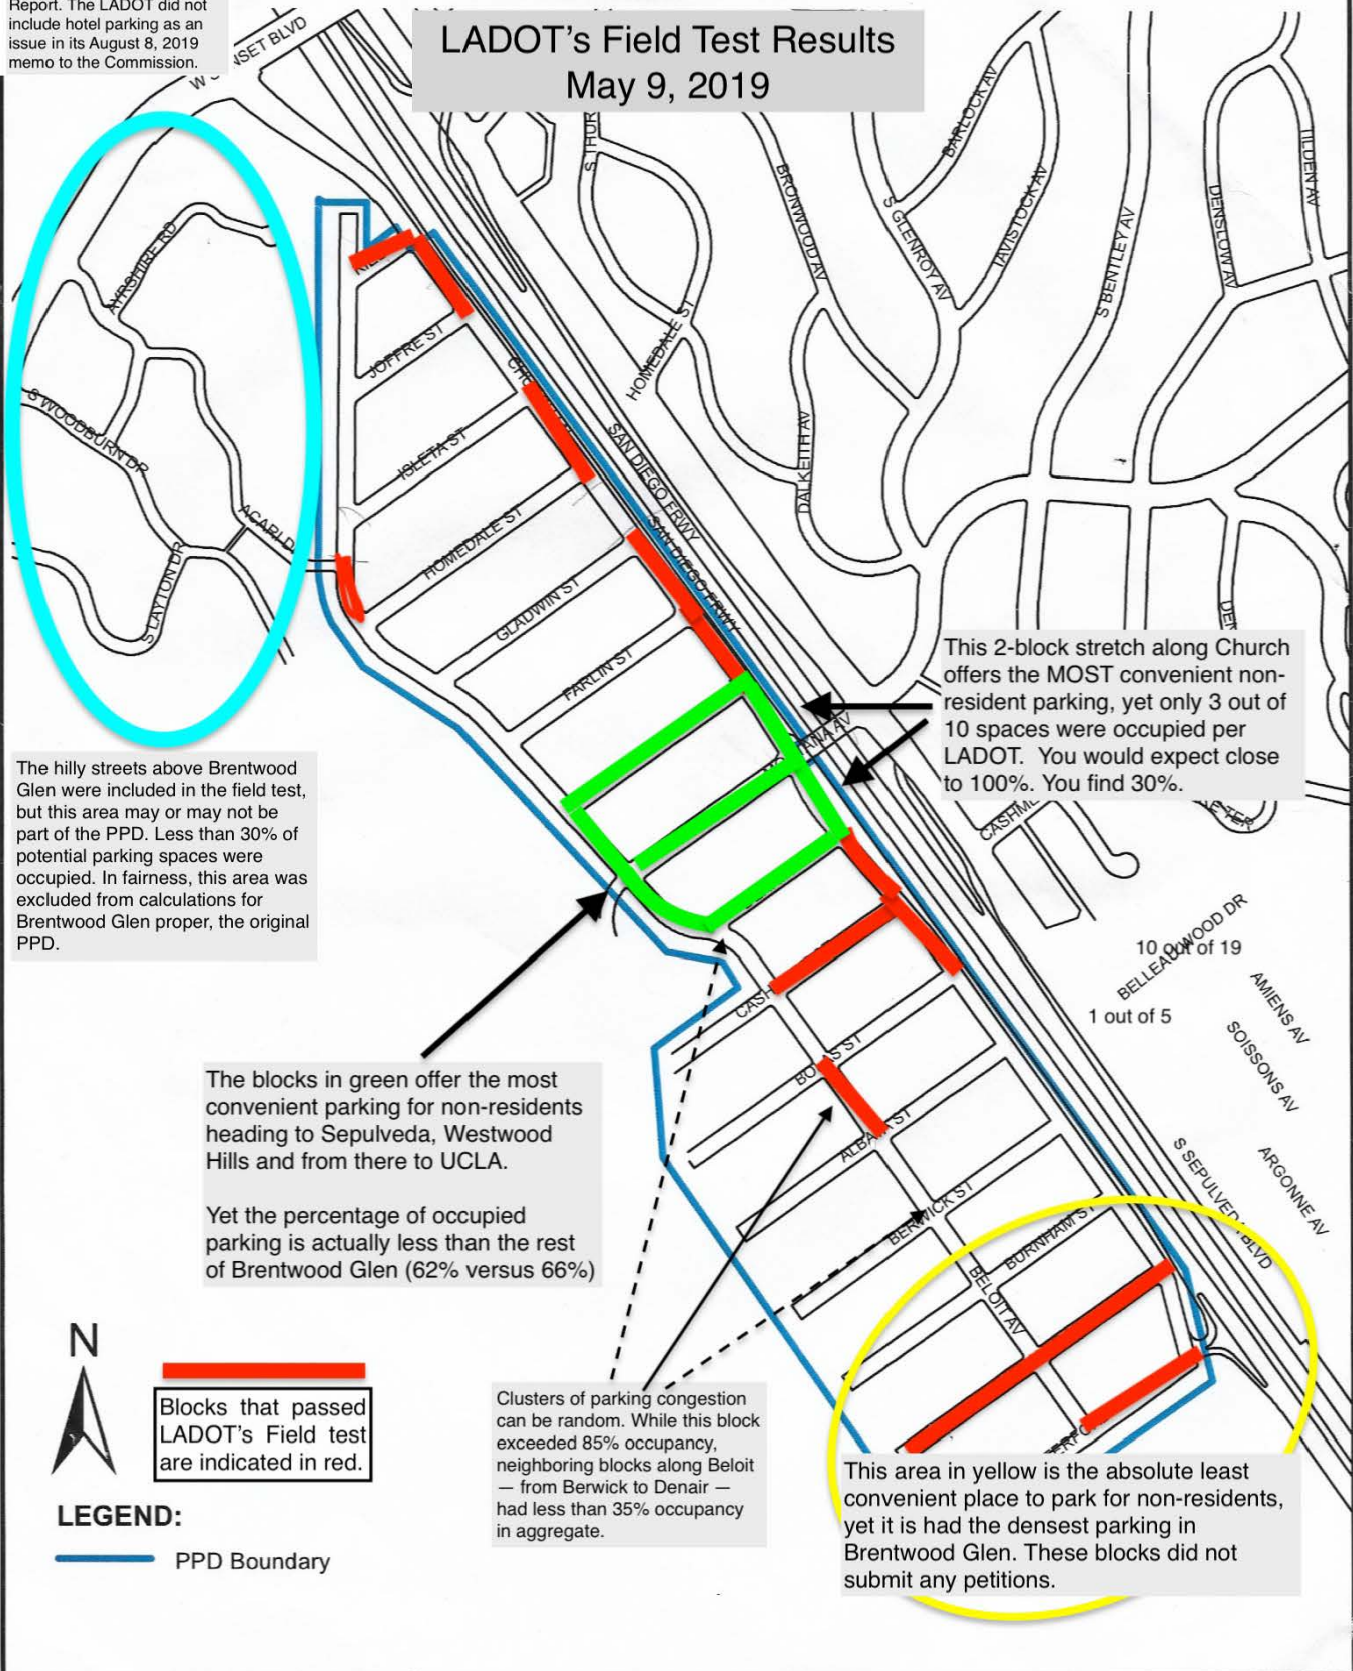 Report. The LADOT did not
include hotel parking as an
issue in its August 8, 2019
memo to the Commission.
LADOT's Field Test Results
May 9, 2019
S THUR
BARLOCK AV
TILDEN AV
BRONWOOD AV
S GLENROY AV
TAVISTOCK AV
S BENTLEY AV
DENSLOW AV
AYRSHIRE RD
JOFFRE ST
HOMEDALE ST
S WOODBURN DR
ISLETA ST
SAN DIEGO FRWY
DALKEITH AV
ACARI D
HOMEDALE ST
SAN DIEGO FRWY
S LAYTON DR
GLADWIN ST
DEN
FARLIN ST
This 2-block stretch along Church
offers the MOST convenient non-
resident parking, yet only 3 out of
10 spaces were occupied per
LADOT. You would expect close
to 100%. You find 30%.
ANA AV
The hilly streets above Brentwood
Glen were included in the field test,
but this area may or may not be
part of the PPD. Less than 30% of
potential parking spaces were
occupied. In fairness, this area was
excluded from calculations for
Brentwood Glen proper, the original
PPD.
CASHM
10 out of 19
BELLEAU WOOD DR
1 out of 5
AMIENS AV
SOISSONS AV
CASH
The blocks in green offer the most
convenient parking for non-residents
heading to Sepulveda, Westwood
Hills and from there to UCLA.
Yet the percentage of occupied
parking is actually less than the rest
of Brentwood Glen (62% versus 66%)
S SEPULVEDA BLVD
ARGONNE AV
BERWICK ST
BURNHAM ST
BELOIT AV
N
Blocks that passed
LADOT's Field test
are indicated in red.
LEGEND:
PPD Boundary
Clusters of parking congestion
can be random. While this block
exceeded 85% occupancy,
neighboring blocks along Beloit
— from Berwick to Denair —
had less than 35% occupancy
in aggregate.
This area in yellow is the absolute least
convenient place to park for non-residents,
yet it is had the densest parking in
Brentwood Glen. These blocks did not
submit any petitions.